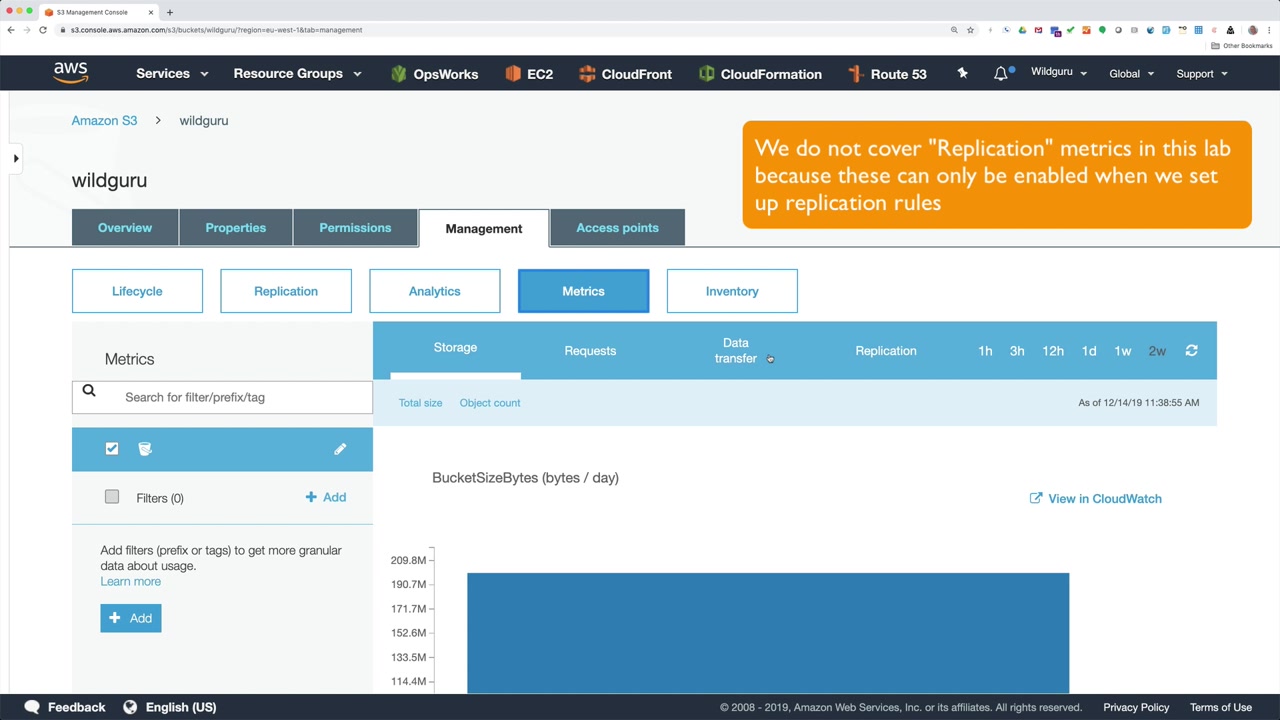 S3 Management Console
s3.console.aws.amazon.com/s3/buckets/wildguru/?region=eu-west-1&tab=management
Other Bookmarks
aws
Services
Resource Groups
OpsWorks
EC2
CloudFront
CloudFormation
Route 53
Wildguru
Global
Support
Amazon S3 > wildguru
We do not cover "Replication" metrics in this lab
because these can only be enabled when we set
up replication rules
wildguru
Overview
Properties
Permissions
Management
Access points
Lifecycle
Replication
Analytics
Metrics
Inventory
Metrics
Search for filter/prefix/tag
Filters (0)
+ Add
Add filters (prefix or tags) to get more granular
data about usage.
Learn more
+ Add
Storage
Requests
Data
transfer
Replication
1h
3h
12h
1d
1w
2w
Total size
Object count
As of 12/14/19 11:38:55 AM
BucketSizeBytes (bytes / day)
View in CloudWatch
209.8M
190.7M
171.7M
152.6M
133.5M
114.4M
Feedback
English (US)
© 2008 - 2019, Amazon Web Services, Inc. or its affiliates. All rights reserved.
Privacy Policy
Terms of Use